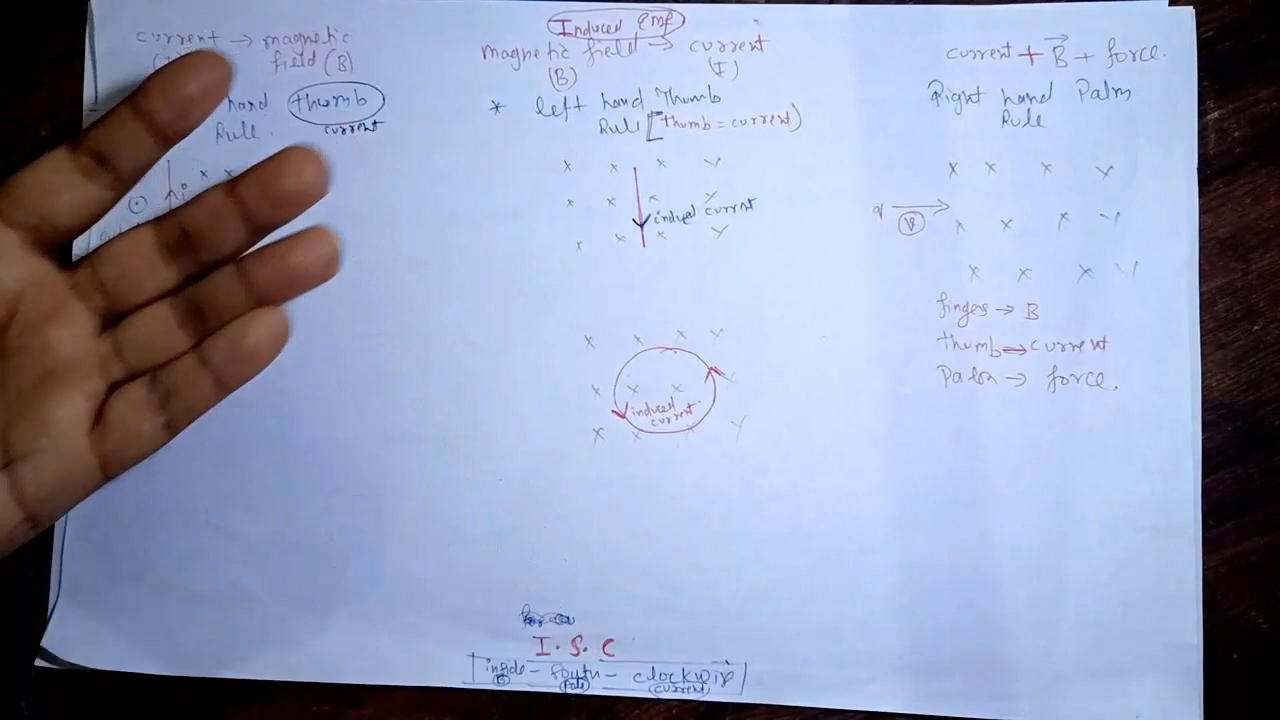 current → magnetic
field (B)
hand thumb
Rule. current
x x
i
Induced emf
magnetic field → current
(B) (I)
* left hand Thumb
Rule [thumb = current)
x x x x
x x x x
induced current
x x x x
x x x x
x x x x
induced
current
x x x x
current + B + force.
Right hand Palm
Rule
x x x x
q → x x x x
V
x x x x
fingers → B
thumb → current
Palm → force.
I. S. C
inside - South - clockwise
B Pole current